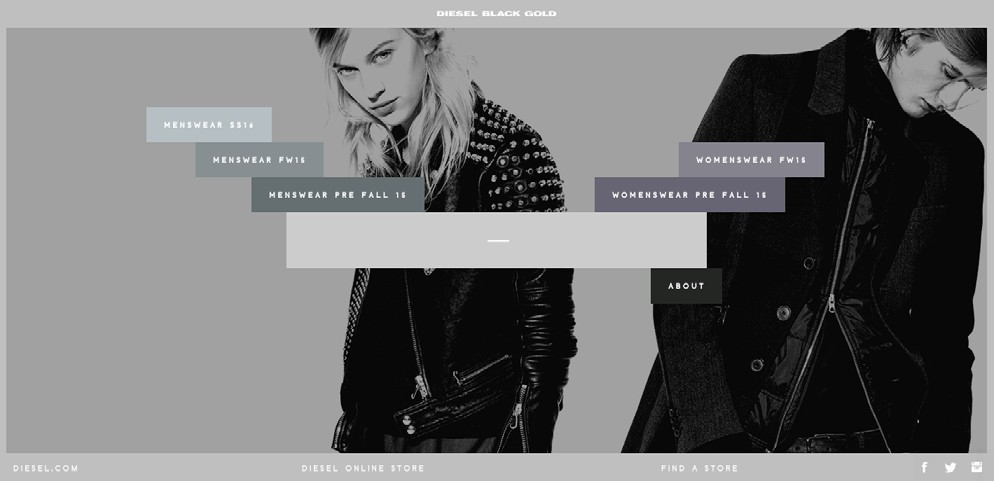 DIESEL BLACK GOLD
MENSWEAR SS16
MENSWEAR FW15
WOMENSWEAR FW15
MENSWEAR PRE FALL 15
WOMENSWEAR PRE FALL 15
ABOUT
DIESEL.COM
DIESEL ONLINE STORE
FIND A STORE